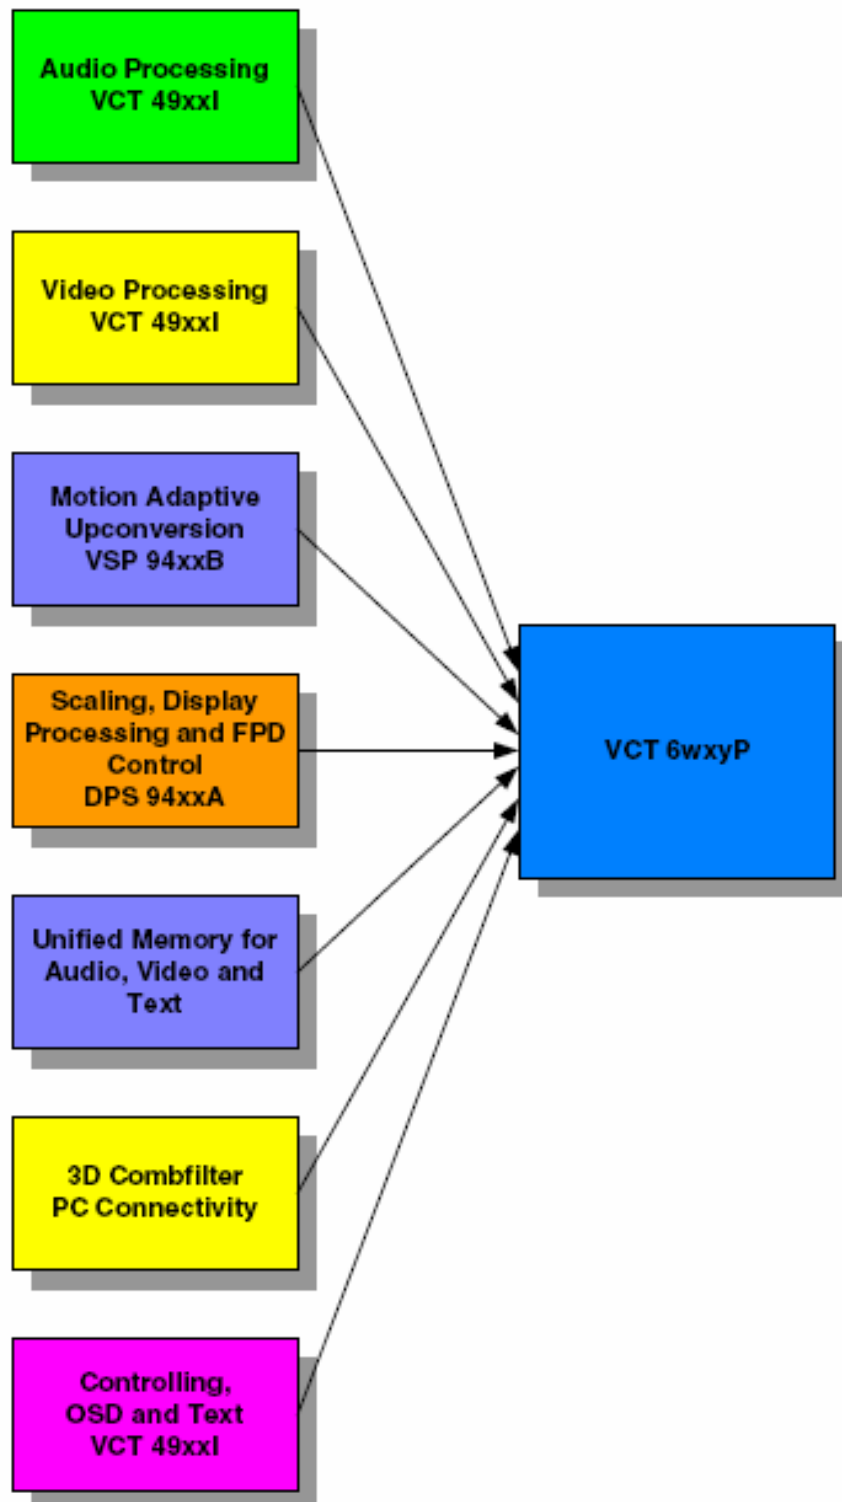 Audio Processing
VCT 49xxI
Video Processing
VCT 49xxI
Motion Adaptive
Upconversion
VSP 94xxB
Scaling, Display
Processing and FPD
Control
DPS 94xxA
VCT 6wxyP
Unified Memory for
Audio, Video and
Text
3D Combfilter
PC Connectivity
Controlling,
OSD and Text
VCT 49xxI